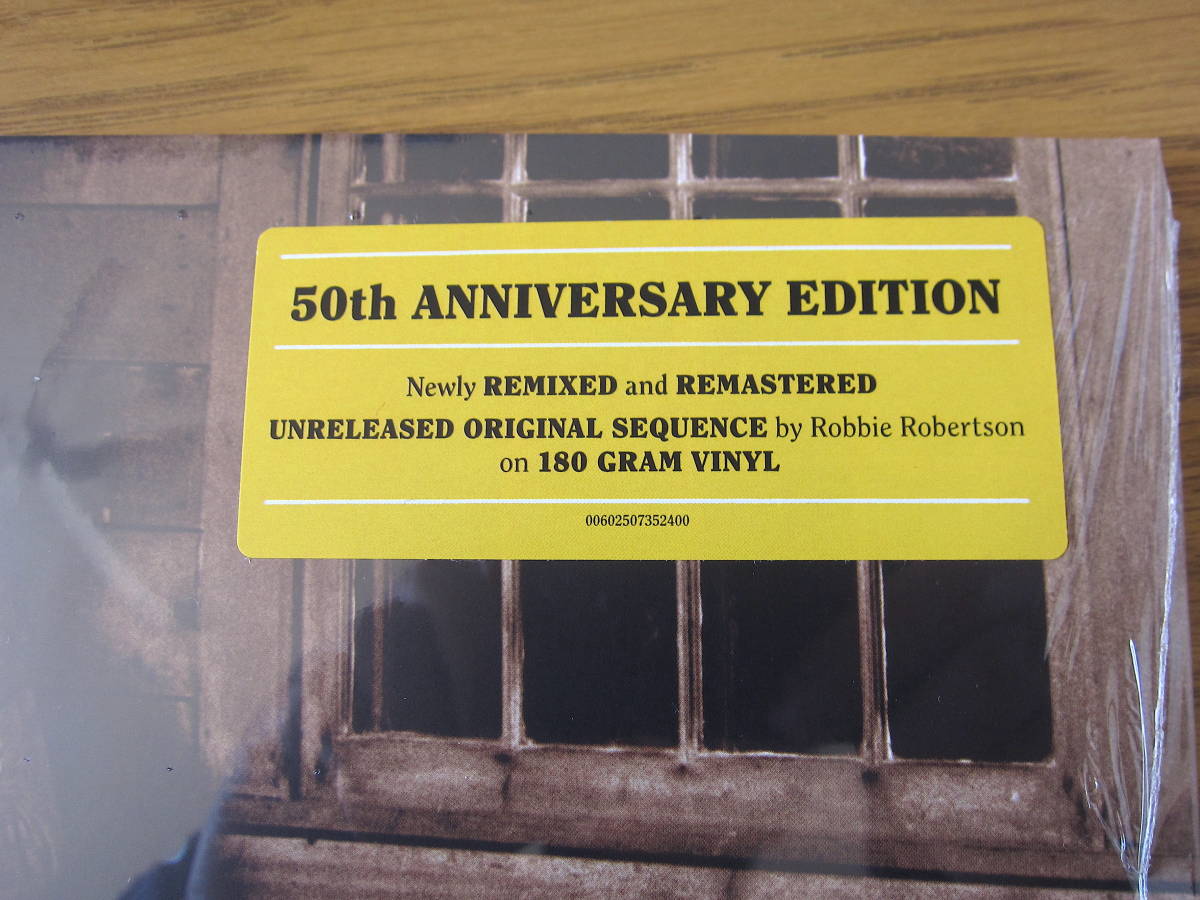 50th ANNIVERSARY EDITION
Newly REMIXED and REMASTERED
UNRELEASED ORIGINAL SEQUENCE by Robbie Robertson
on 180 GRAM VINYL
00602507352400